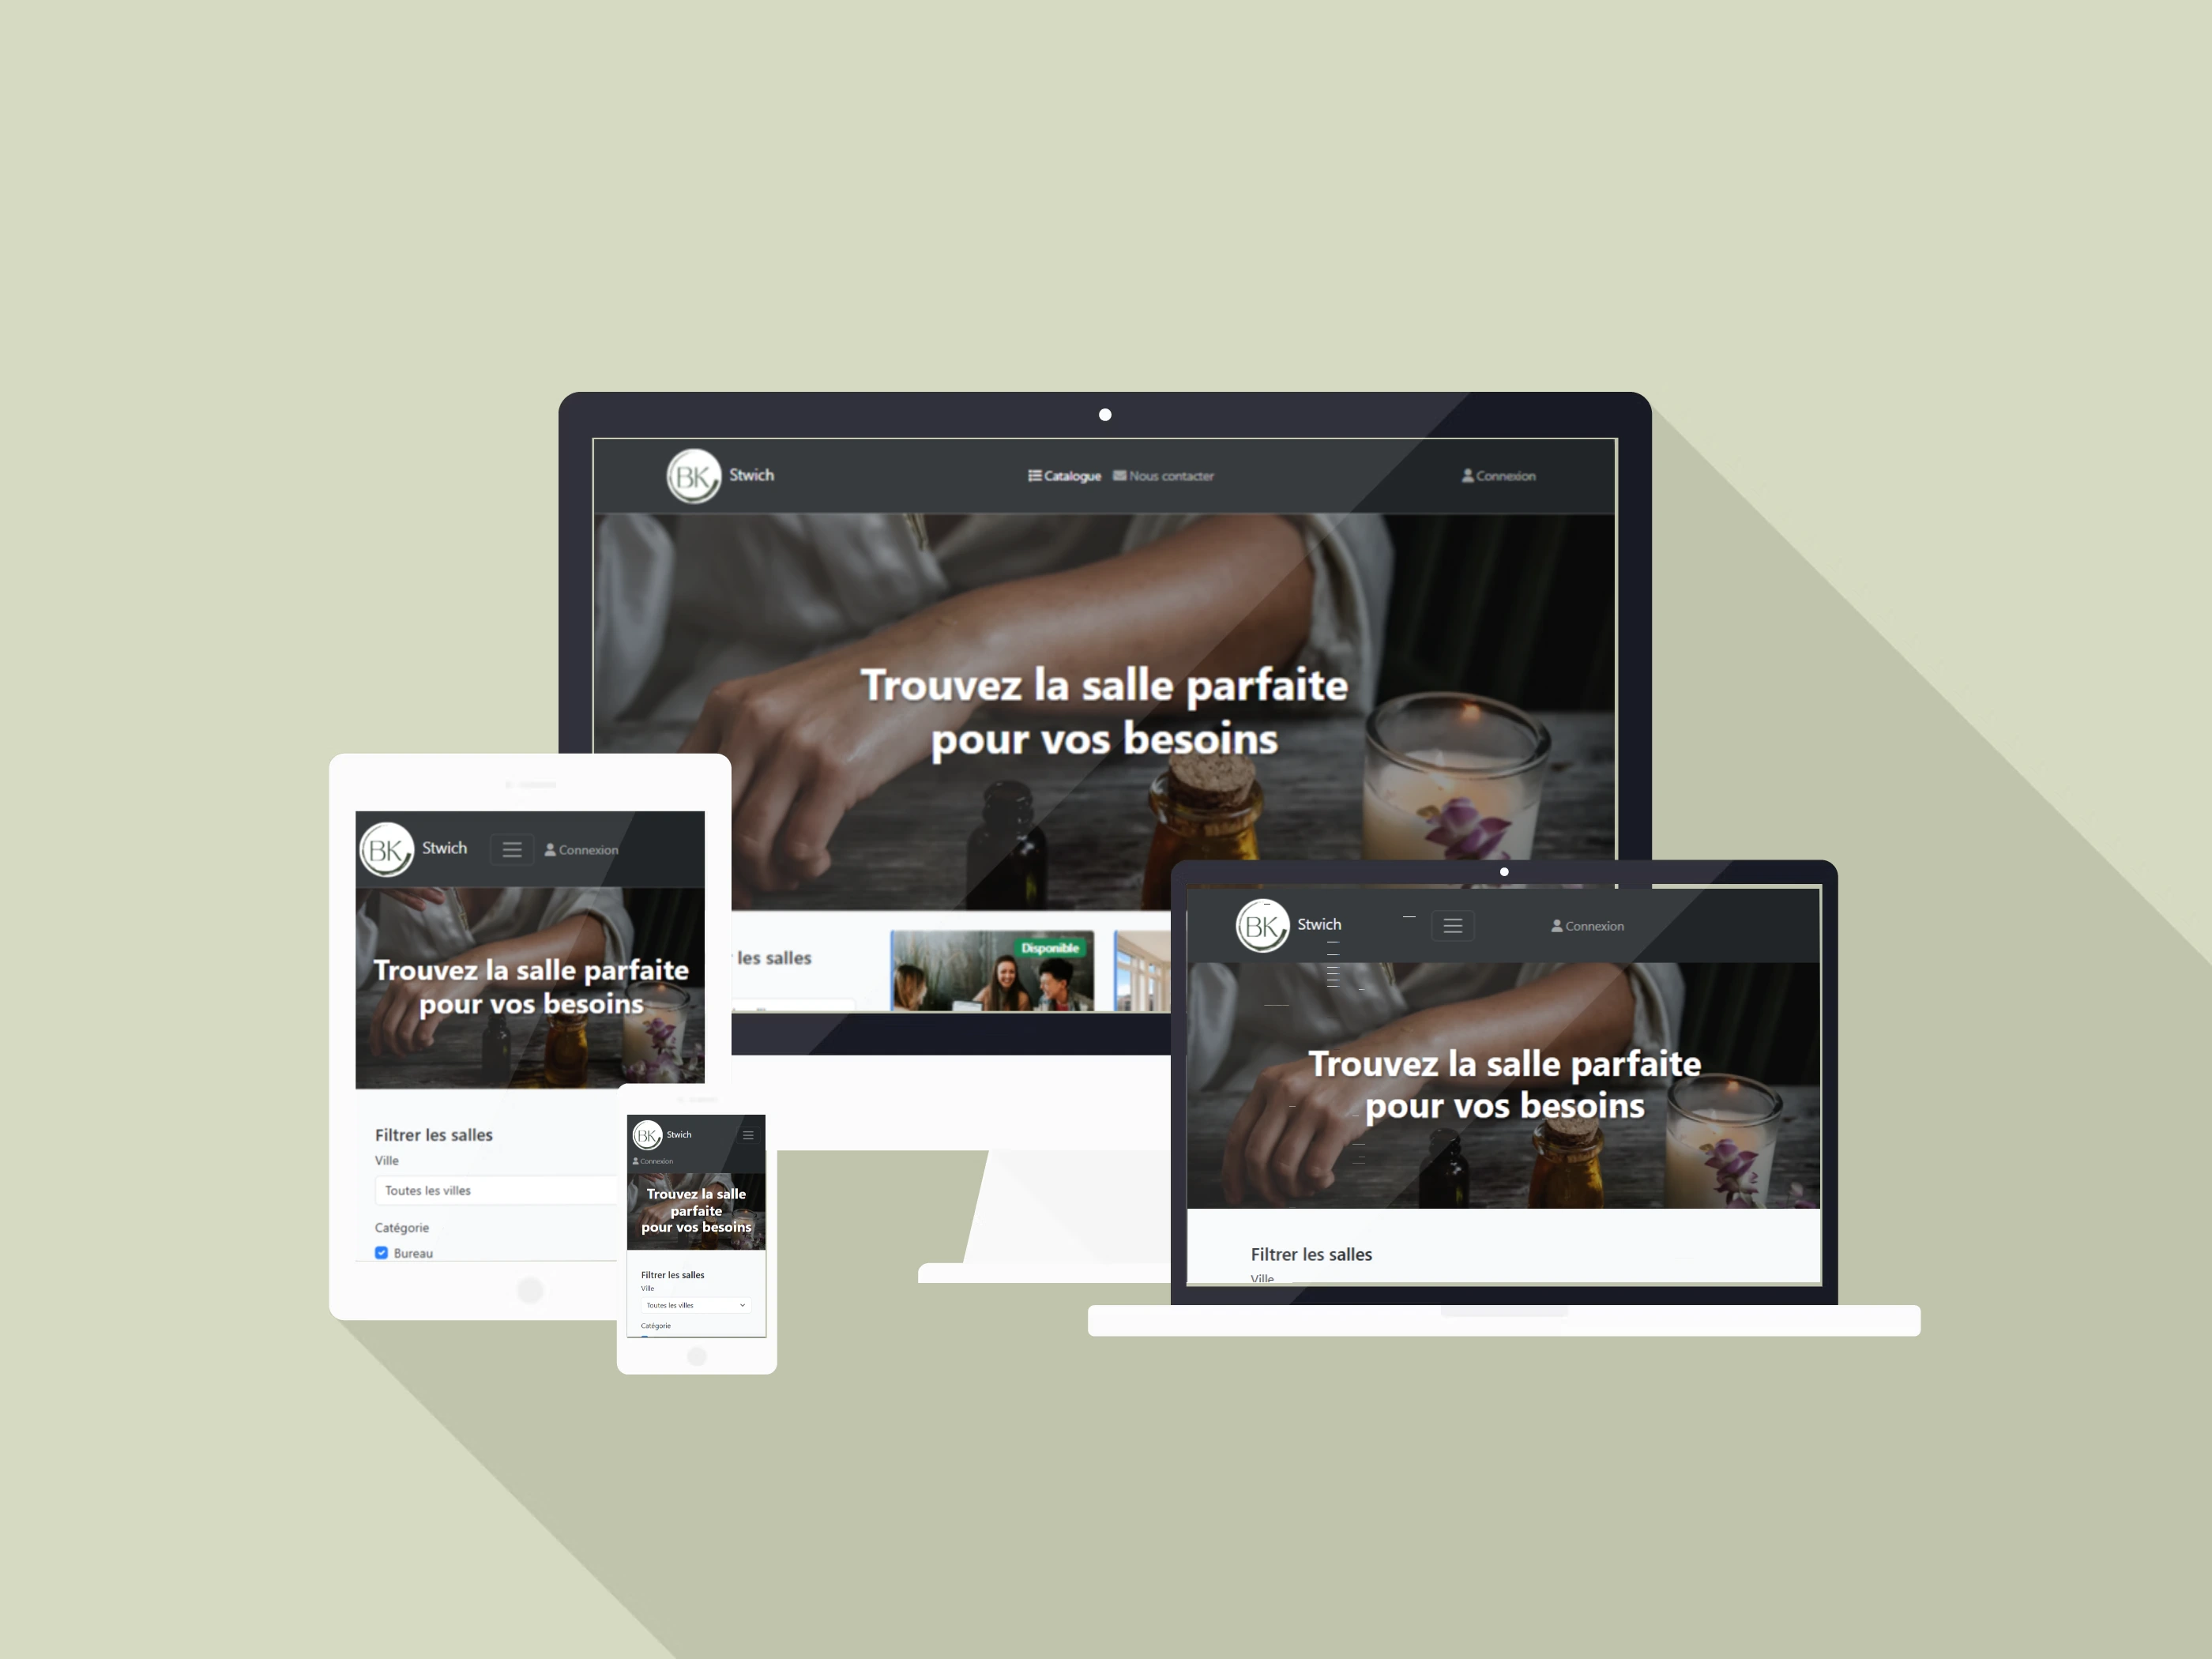 BK Stwich Catalogue Nous contacter Connexion
Trouvez la salle parfaite
pour vos besoins
les salles
Disponible
BK Stwich Connexion
Trouvez la salle parfaite
pour vos besoins
Filtrer les salles
Ville
Toutes les villes
Catégorie
Bureau
BK Stwich
Connexion
Trouvez la salle
parfaite
pour vos besoins
Filtrer les salles
Ville
Toutes les villes
Catégorie
BK Stwich Connexion
Trouvez la salle parfaite
pour vos besoins
Filtrer les salles
Ville